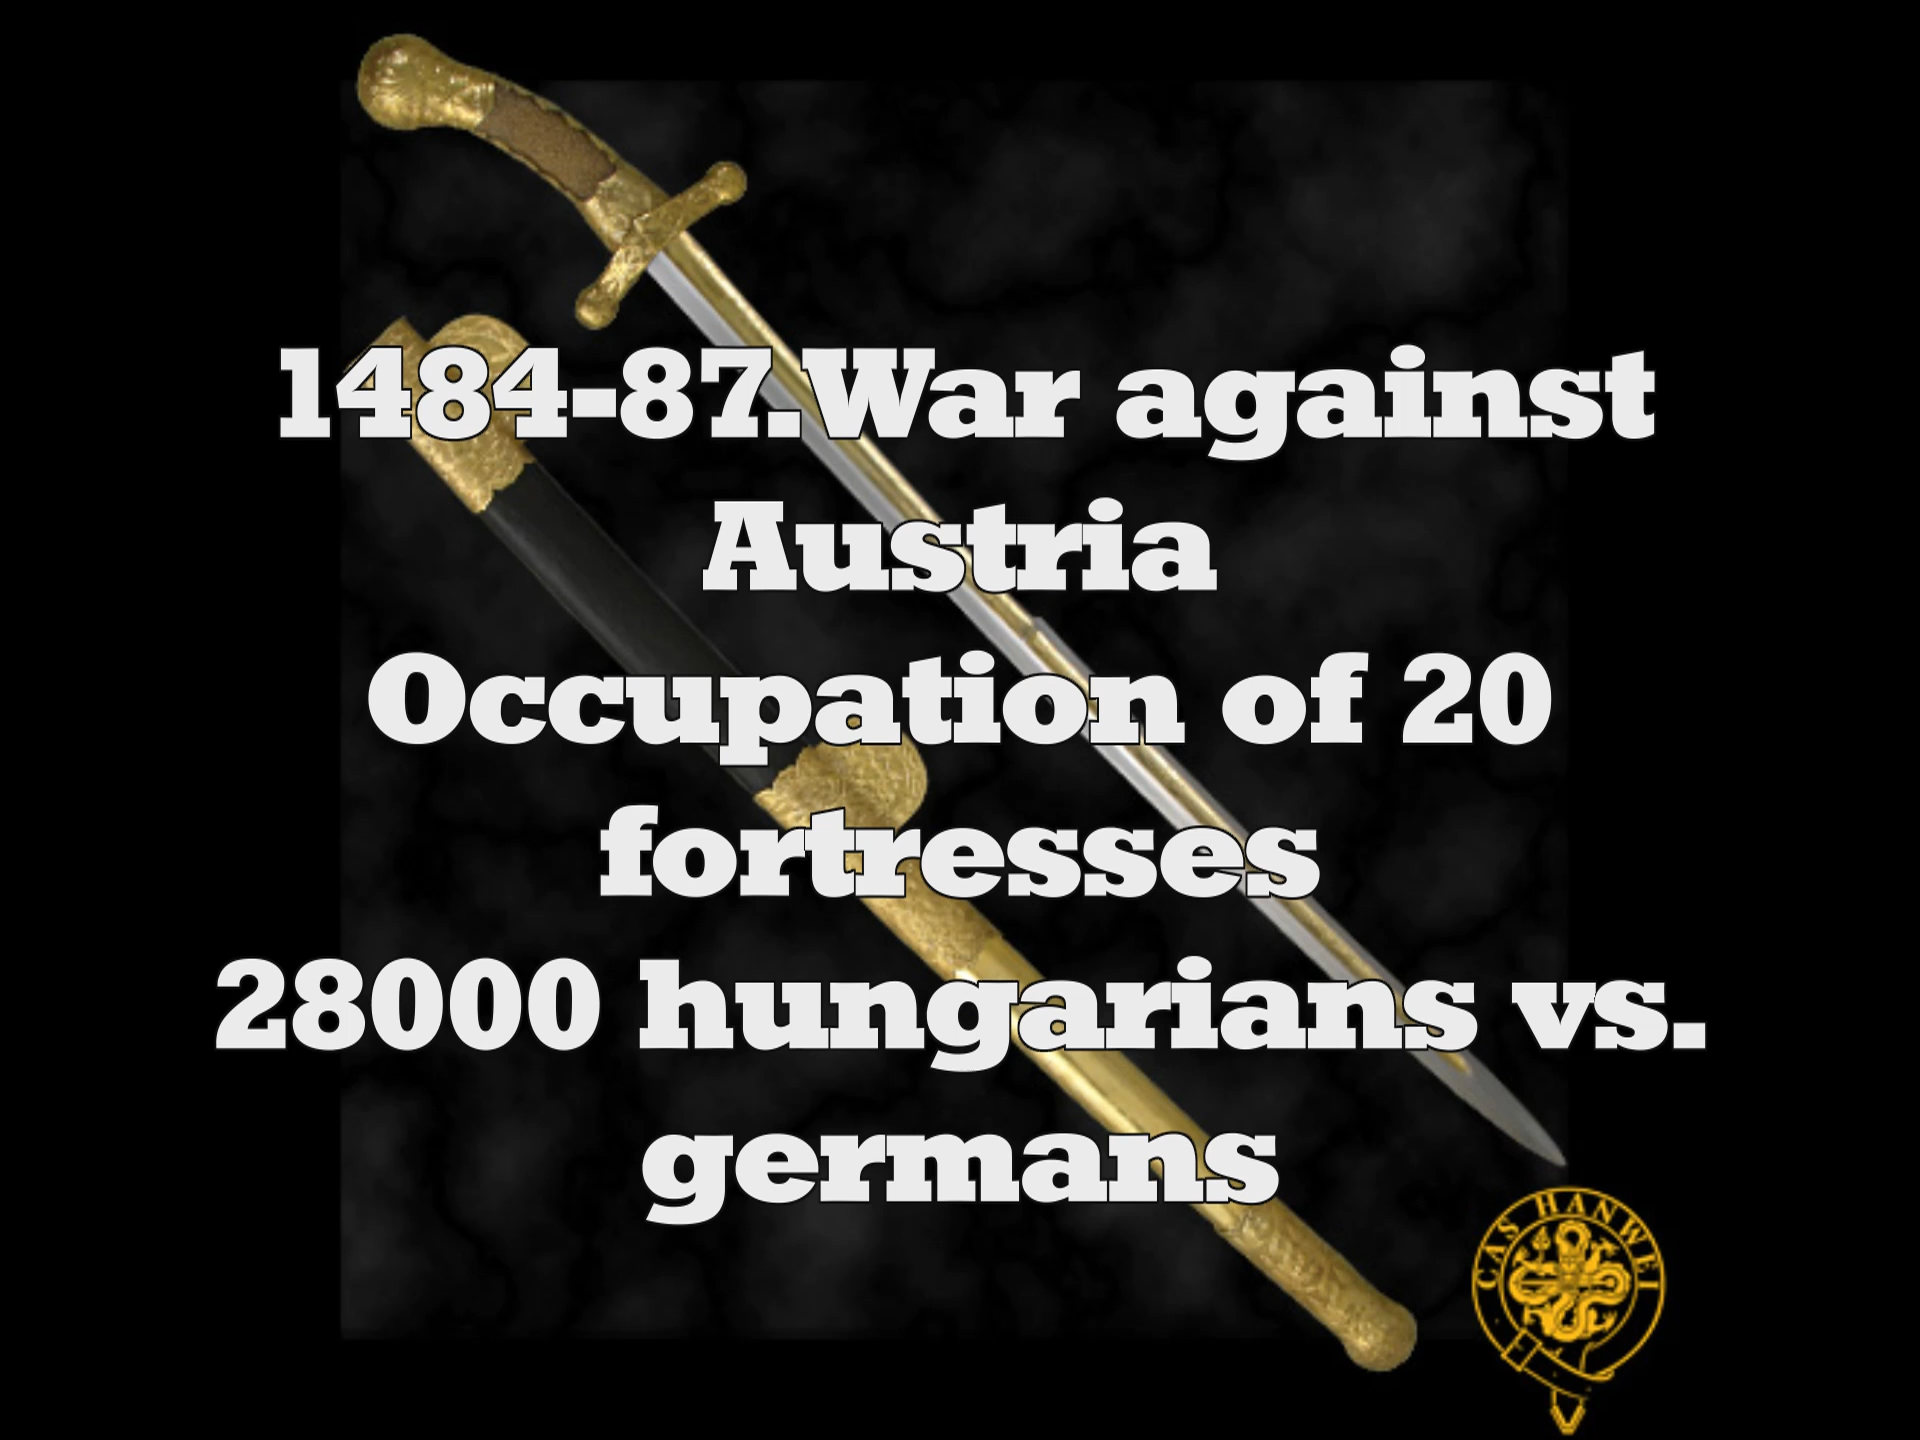 1484-87.War against
Austria
Occupation of 20
fortresses
28000 hungarians vs.
germans
CAS HANWEI